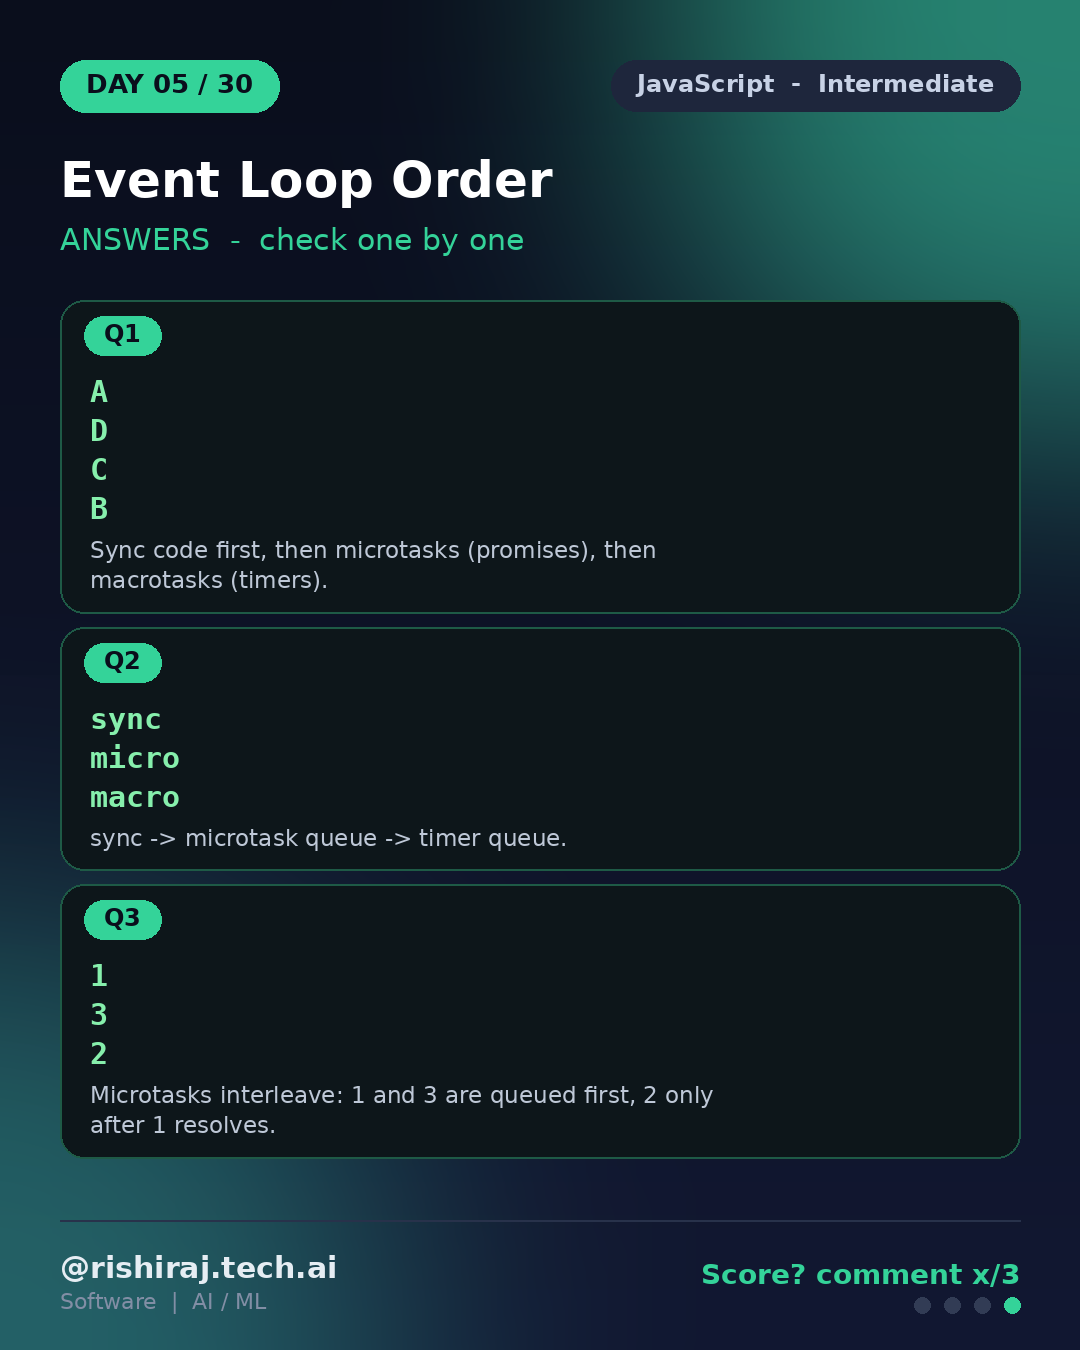 DAY 05 / 30
JavaScript - Intermediate
Event Loop Order
ANSWERS - check one by one
Q1
A
D
C
B
Sync code first, then microtasks (promises), then
macrotasks (timers).
Q2
sync
micro
macro
sync -> microtask queue -> timer queue.
Q3
1
3
2
Microtasks interleave: 1 and 3 are queued first, 2 only
after 1 resolves.
@rishiraj.tech.ai
Software | AI / ML
Score? comment x/3